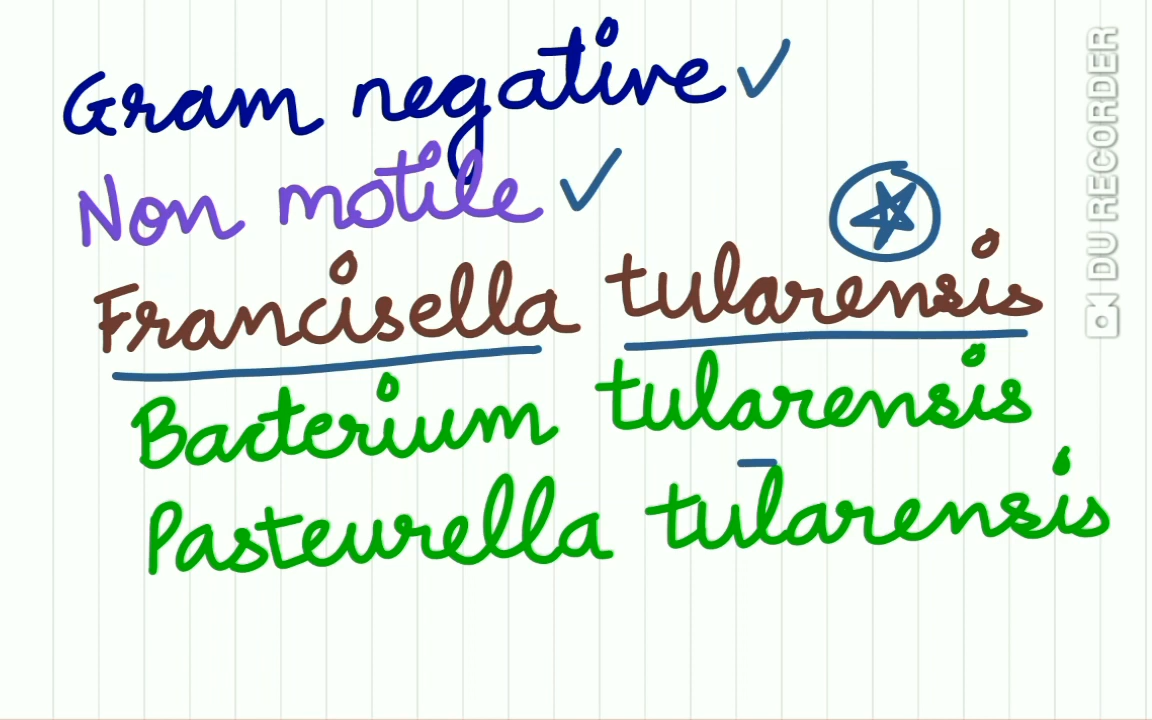 Gram negative ✓
Non motile ✓
Francisella tularensis
Bacterium tularensis
Pasteurella tularensis
DU RECORDER